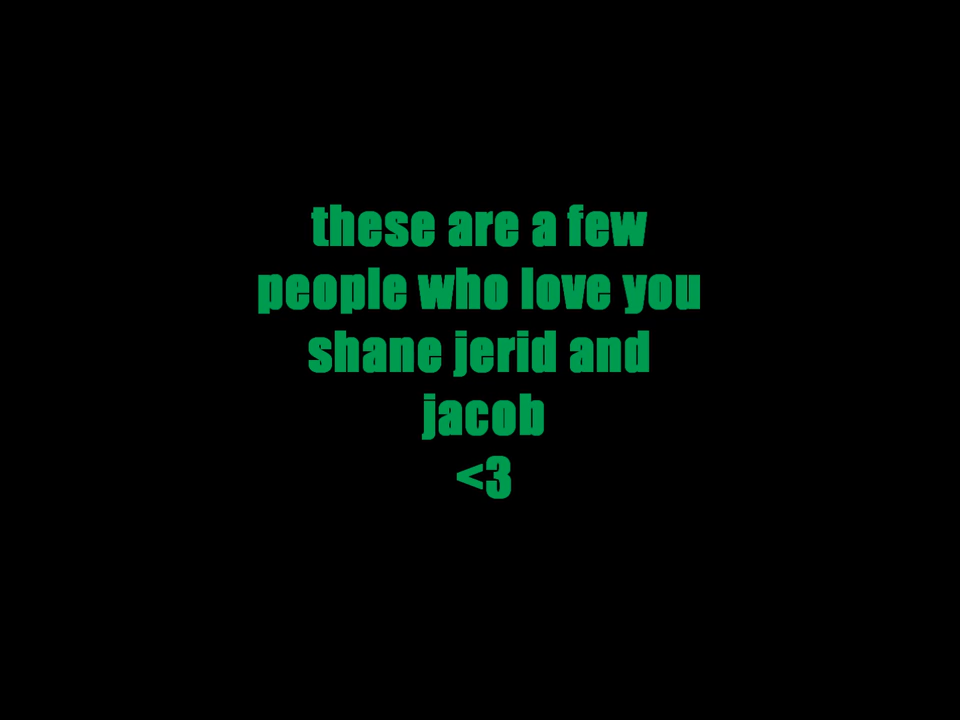 these are a few
people who love you
shane jerid and
jacob
<3